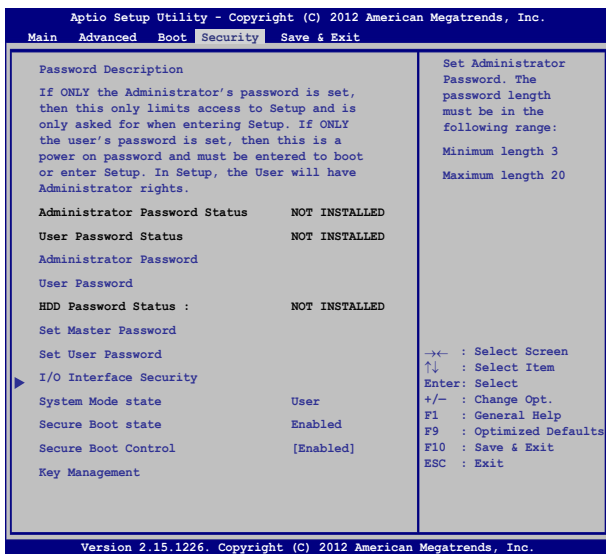 Aptio Setup Utility - Copyright (C) 2012 American Megatrends, Inc.
Main Advanced Boot Security Save & Exit
Password Description
If ONLY the Administrator's password is set,
then this only limits access to Setup and is
only asked for when entering Setup. If ONLY
the user's password is set, then this is a
power on password and must be entered to boot
or enter Setup. In Setup, the User will have
Administrator rights.
Administrator Password Status NOT INSTALLED
User Password Status NOT INSTALLED
Administrator Password
User Password
HDD Password Status : NOT INSTALLED
Set Master Password
Set User Password
I/O Interface Security
System Mode state User
Secure Boot state Enabled
Secure Boot Control [Enabled]
Key Management
Set Administrator
Password. The
password length
must be in the
following range:
Minimum length 3
Maximum length 20
→← : Select Screen
↑↓ : Select Item
Enter: Select
+/— : Change Opt.
F1 : General Help
F9 : Optimized Defaults
F10 : Save & Exit
ESC : Exit
Version 2.15.1226. Copyright (C) 2012 American Megatrends, Inc.